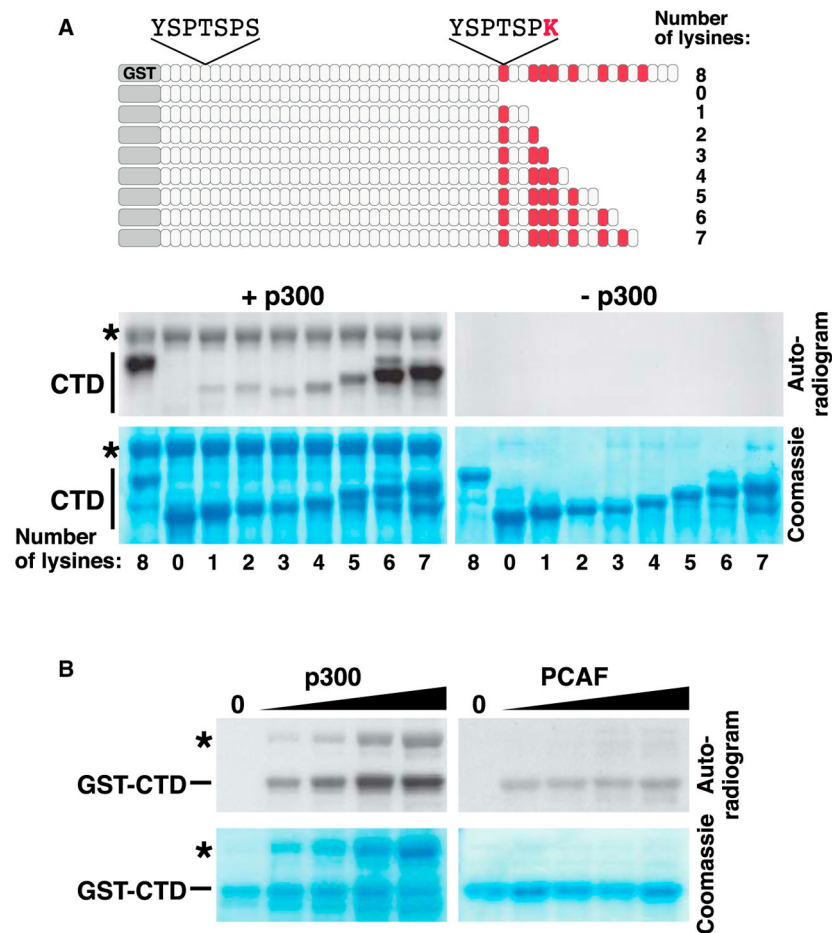 A
YSPTSPS
YSPTSPK
Number
of lysines:
GST
8
0
1
2
3
4
5
6
7
+ p300
- p300
*
CTD
Auto-
radiogram
*
CTD
Coomassie
Number
of lysines:
8 0 1 2 3 4 5 6 7
8 0 1 2 3 4 5 6 7
B
p300
PCAF
0
0
*
GST-CTD
Auto-
radiogram
*
GST-CTD
Coomassie